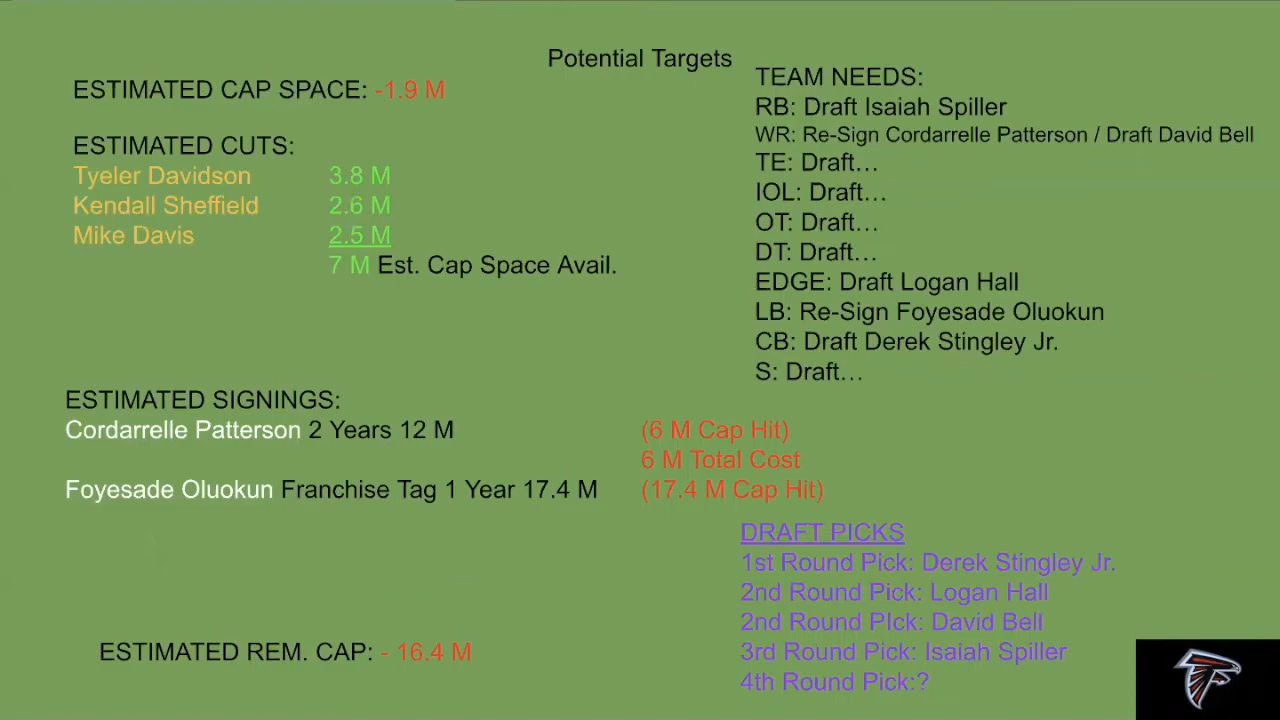 Potential Targets
ESTIMATED CAP SPACE: -1.9 M
ESTIMATED CUTS:
Tyeler Davidson 3.8 M
Kendall Sheffield 2.6 M
Mike Davis 2.5 M
7 M Est. Cap Space Avail.
TEAM NEEDS:
RB: Draft Isaiah Spiller
WR: Re-Sign Cordarrelle Patterson / Draft David Bell
TE: Draft…
IOL: Draft…
OT: Draft…
DT: Draft…
EDGE: Draft Logan Hall
LB: Re-Sign Foyesade Oluokun
CB: Draft Derek Stingley Jr.
S: Draft…
ESTIMATED SIGNINGS:
Cordarrelle Patterson 2 Years 12 M (6 M Cap Hit)
6 M Total Cost
Foyesade Oluokun Franchise Tag 1 Year 17.4 M (17.4 M Cap Hit)
ESTIMATED REM. CAP: - 16.4 M
DRAFT PICKS
1st Round Pick: Derek Stingley Jr.
2nd Round Pick: Logan Hall
2nd Round PIck: David Bell
3rd Round Pick: Isaiah Spiller
4th Round Pick:?